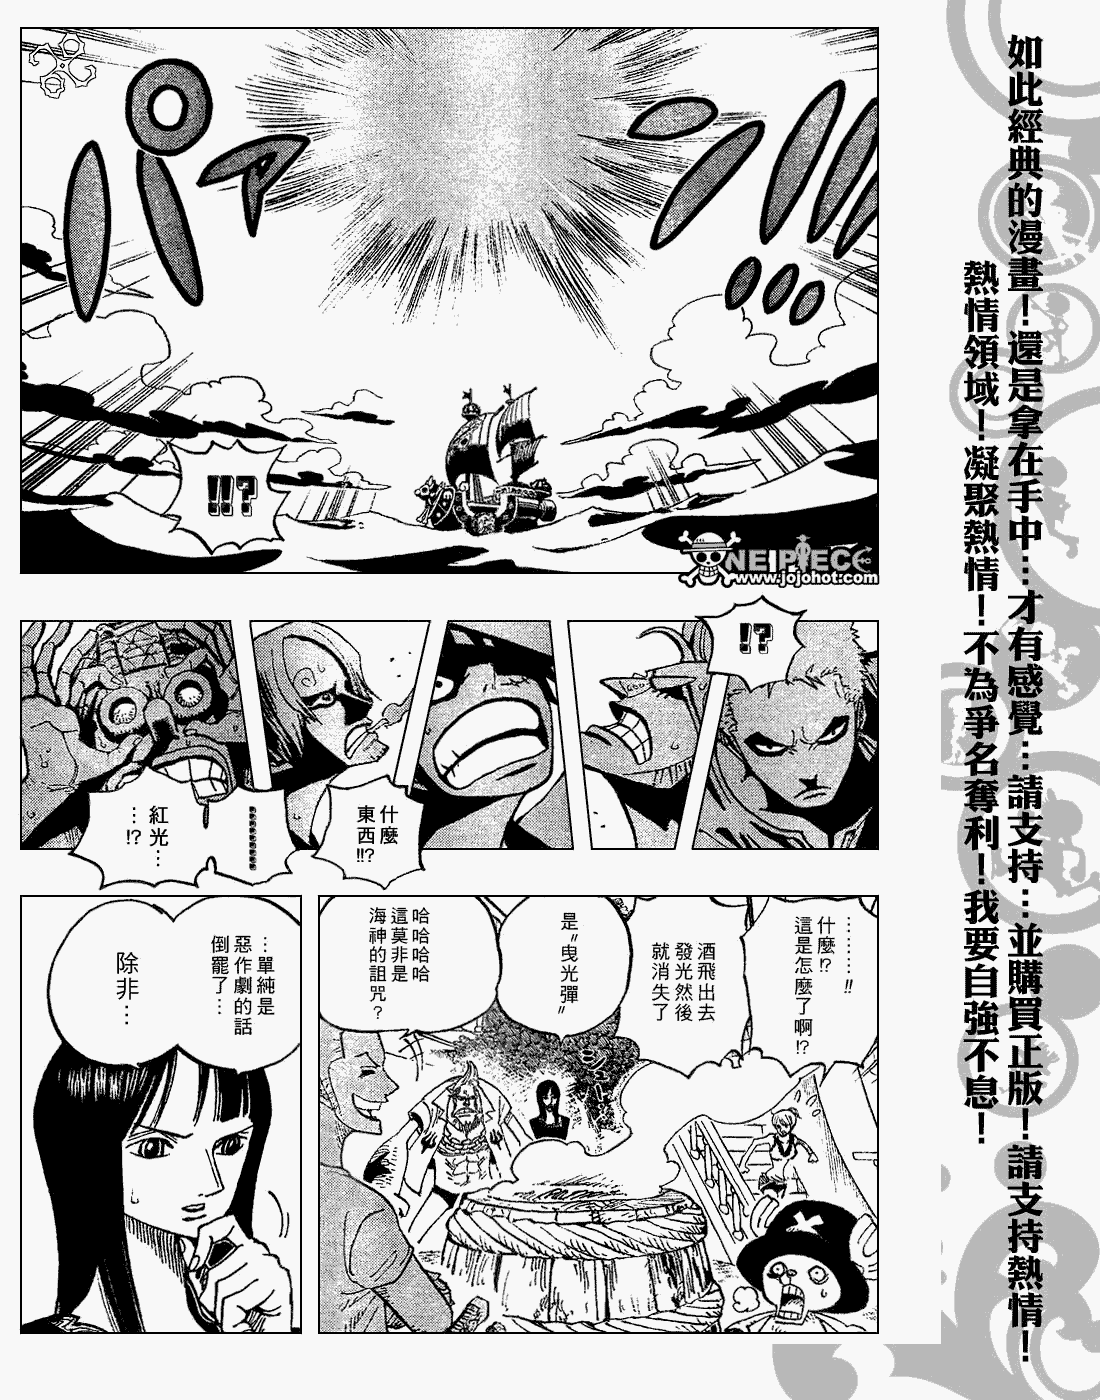 パァン!!!!
!!?
NE PIECE
www.jojohot.com
!?
什麼
東西!!?
……………
紅光…
…!?
………!!
什麼!?
這是怎麼了啊!?
酒飛出去
發光然後
就消失了
是〝曳光彈〞
哈哈哈哈
這莫非是
海神的詛咒?
シュー
…單純是
惡作劇的話
倒罷了…
除非…
如此經典的漫畫!還是拿在手中…才有感覺…請支持…並購買正版!請支持熱情!
熱情領域!凝聚熱情!不為爭名奪利!我要自強不息!